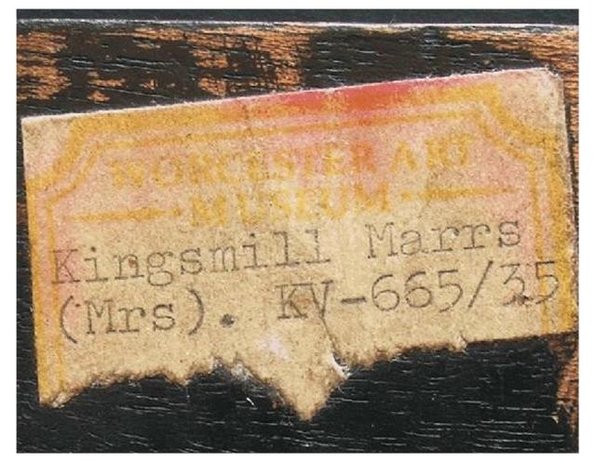 WORCESTER ART
MUSEUM
Kingsmill Marrs
(Mrs). KV-665/35